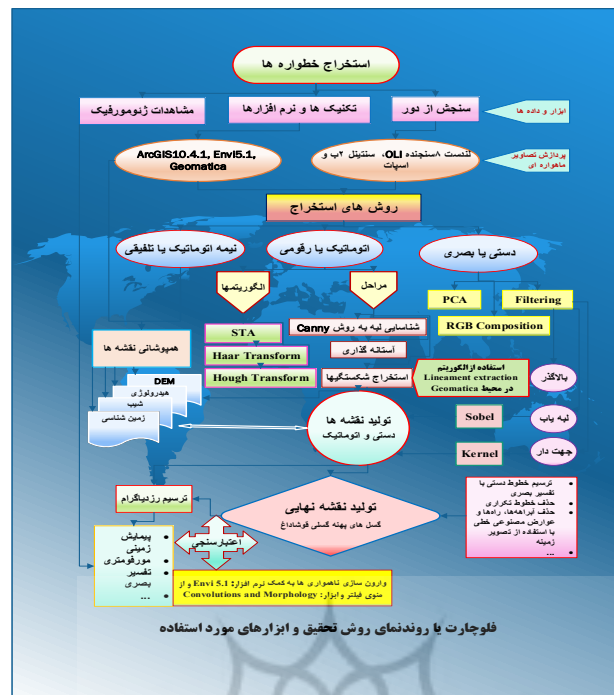 استخراج خطواره ها
مشاهدات ژئومورفیک
تکنیک ها و نرم افزارها
سنجش از دور
ابزار و داده ها
ArcGIS10.4.1, Envi5.1,
Geomatica
لندست ۸سنجنده OLI، سنتینل ۲ب و
اسپات
پردازش تصاویر
ماهواره ای
روش های استخراج
دستی یا بصری
اتوماتیک یا رقومی
نیمه اتوماتیک یا تلفیقی
مراحل
الگوریتمها
PCA
Filtering
RGB Composition
شناسایی لبه به روش Canny
آستانه گذاری
استخراج شکستگیها
STA
Haar Transform
Hough Transform
همپوشانی نقشه ها
استفاده ازالگوریتم
Lineament extraction
در محیط Geomatica
بالاگذر
لبه یاب
جهت دار
Sobel
Kernel
DEM
هیدرولوژی
شیب
زمین شناسی
تولید نقشه ها
دستی و اتوماتیک
تولید نقشه نهایی
گسل های پهنه گسلی قوشاداغ
ترسیم خطوط دستی با
تفسیر بصری
حذف خطوط تکراری
حذف آبراهه‌ها، راه‌ها و
عوارض مصنوعی خطی
با استفاده از تصویر
زمینه
...
ترسیم رزدیاگرام
اعتبارسنجی
پیمایش
زمینی
مورفومتری
تفسیر
بصری
...
وارون سازی ناهمواری ها به کمک نرم افزار: Envi 5.1 و از
منوی فیلتر و ابزار: Convolutions and Morphology
فلوچارت یا روندنمای روش تحقیق و ابزارهای مورد استفاده